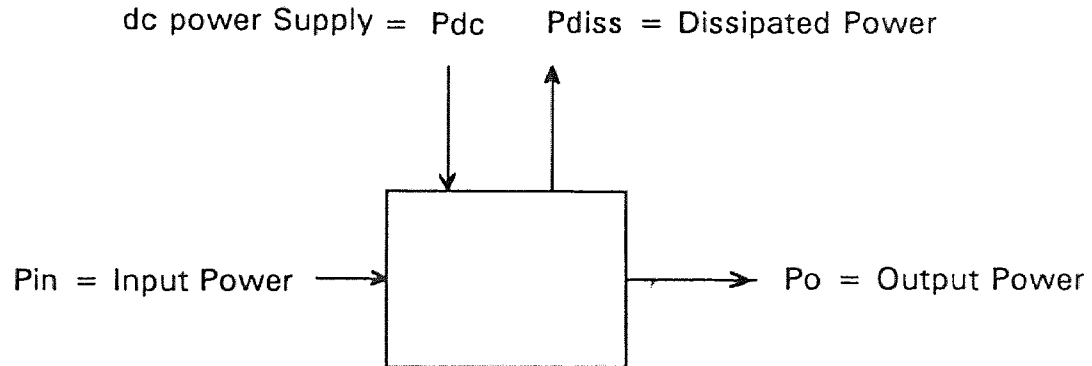 dc power Supply = Pdc
Pdiss = Dissipated Power
Pin = Input Power
Po = Output Power